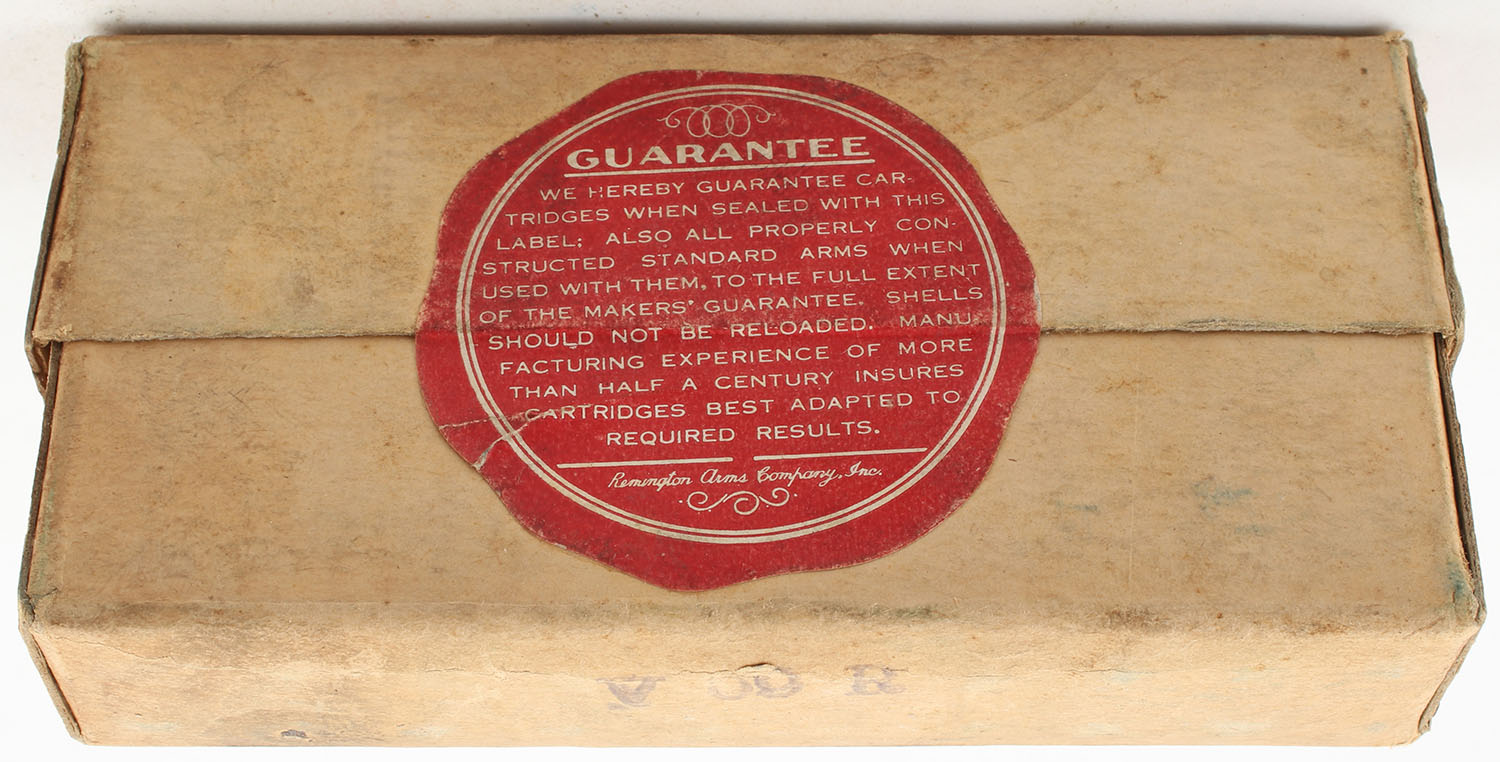 GUARANTEE
WE HEREBY GUARANTEE CAR-
TRIDGES WHEN SEALED WITH THIS
LABEL; ALSO ALL PROPERLY CON-
STRUCTED STANDARD ARMS WHEN
USED WITH THEM, TO THE FULL EXTENT
OF THE MAKERS' GUARANTEE. SHELLS
SHOULD NOT BE RELOADED. MANU-
FACTURING EXPERIENCE OF MORE
THAN HALF A CENTURY INSURES
CARTRIDGES BEST ADAPTED TO
REQUIRED RESULTS.
Remington Arms Company, Inc.